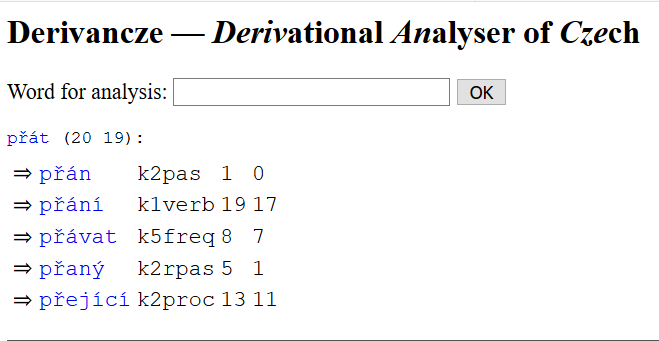 Derivancze — Derivational Analyser of Czech
Word for analysis: OK
přát (20 19):
⇒ přán k2pas 1 0
⇒ přání k1verb 19 17
⇒ přávat k5freq 8 7
⇒ přaný k2rpas 5 1
⇒ přející k2proc 13 11